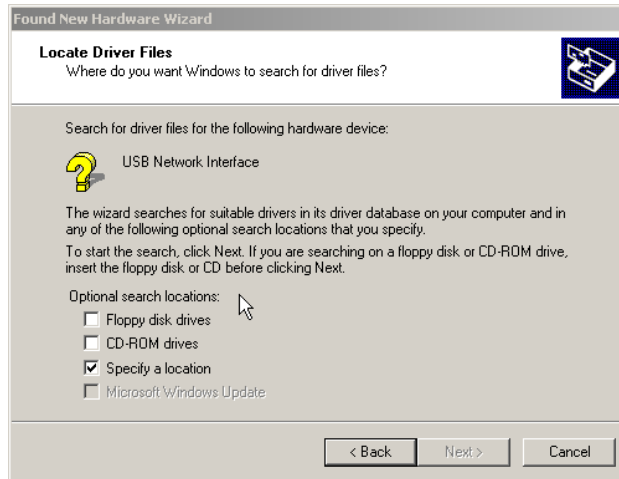 Found New Hardware Wizard
Locate Driver Files
Where do you want Windows to search for driver files?
Search for driver files for the following hardware device:
USB Network Interface
The wizard searches for suitable drivers in its driver database on your computer and in
any of the following optional search locations that you specify.
To start the search, click Next. If you are searching on a floppy disk or CD-ROM drive,
insert the floppy disk or CD before clicking Next.
Optional search locations:
Floppy disk drives
CD-ROM drives
Specify a location
Microsoft Windows Update
< Back Next > Cancel